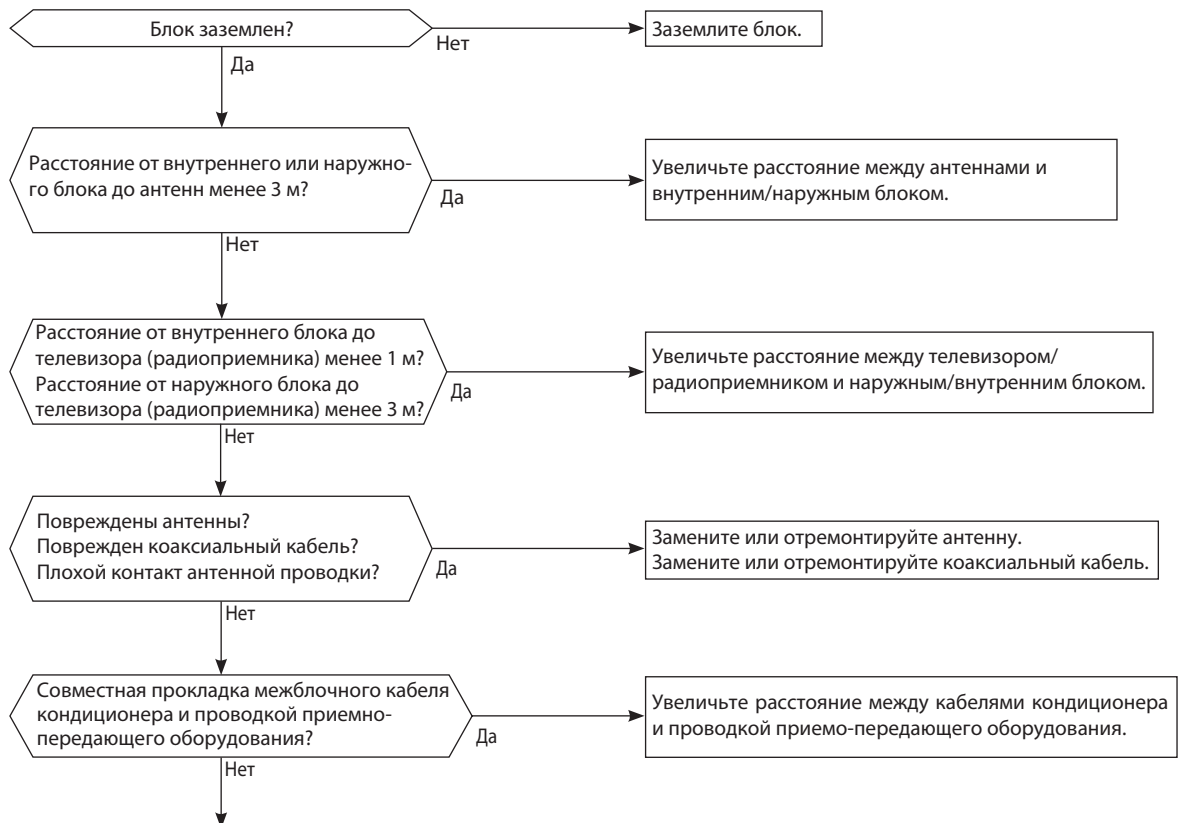 Блок заземлен?
Нет
Заземлите блок.
Да
Расстояние от внутреннего или наружно-
го блока до антенн менее 3 м?
Да
Увеличьте расстояние между антеннами и
внутренним/наружным блоком.
Нет
Расстояние от внутреннего блока до
телевизора (радиоприемника) менее 1 м?
Расстояние от наружного блока до
телевизора (радиоприемника) менее 3 м?
Да
Увеличьте расстояние между телевизором/
радиоприемником и наружным/внутренним блоком.
Нет
Повреждены антенны?
Поврежден коаксиальный кабель?
Плохой контакт антенной проводки?
Да
Замените или отремонтируйте антенну.
Замените или отремонтируйте коаксиальный кабель.
Нет
Совместная прокладка межблочного кабеля
кондиционера и проводкой приемно-
передающего оборудования?
Да
Увеличьте расстояние между кабелями кондиционера
и проводкой приемо-передающего оборудования.
Нет